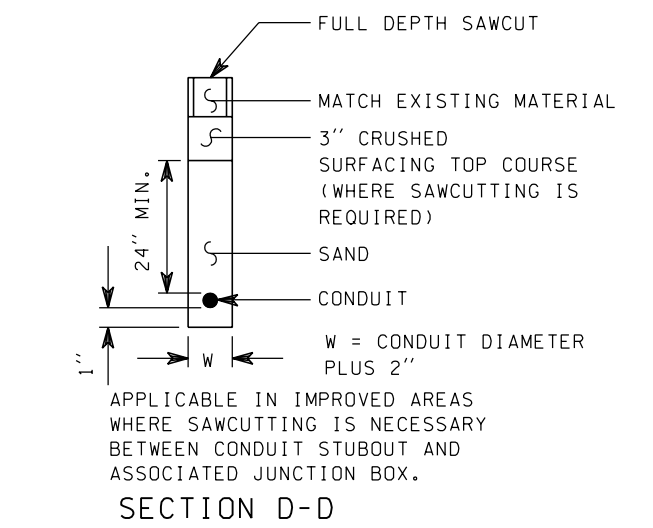 FULL DEPTH SAWCUT
MATCH EXISTING MATERIAL
3'' CRUSHED
SURFACING TOP COURSE
(WHERE SAWCUTTING IS
REQUIRED)
24'' MIN.
SAND
CONDUIT
1''
W
W = CONDUIT DIAMETER
PLUS 2''
APPLICABLE IN IMPROVED AREAS
WHERE SAWCUTTING IS NECESSARY
BETWEEN CONDUIT STUBOUT AND
ASSOCIATED JUNCTION BOX.
SECTION D-D